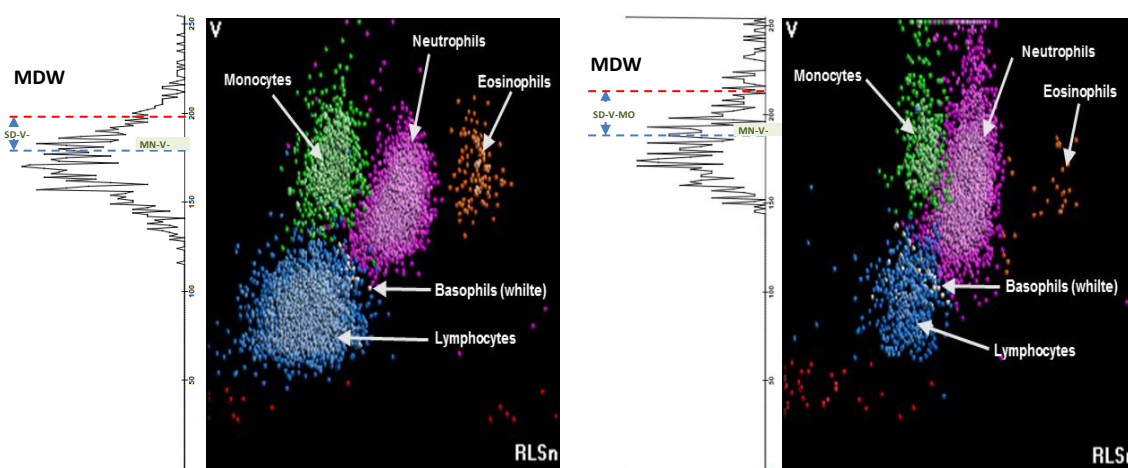 V
MDW
SD-V-
MN-V-
250
200
150
100
50
Neutrophils
Monocytes
Eosinophils
Basophils (whilte)
Lymphocytes
RLSn
V
MDW
SD-V-MO
MN-V-
250
200
150
100
50
Neutrophils
Monocytes
Eosinophils
Basophils (whilte)
Lymphocytes
RLSn